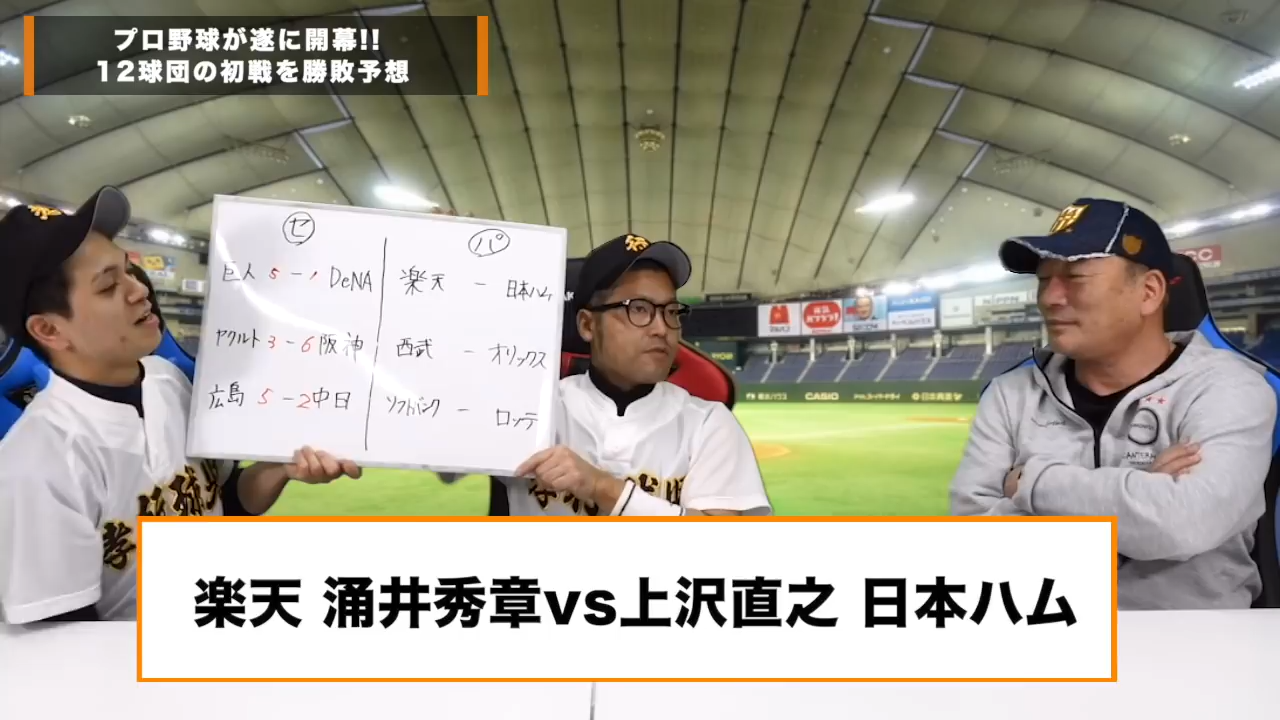 プロ野球が遂に開幕!!
12球団の初戦を勝敗予想
セ
パ
巨人 5 - 1 DeNA
楽天 - 日本ハム
ヤクルト 3 - 6 阪神
西武 - オリックス
広島 5 - 2 中日
ソフトバンク - ロッテ
CASIO
楽天 涌井秀章vs上沢直之 日本ハム